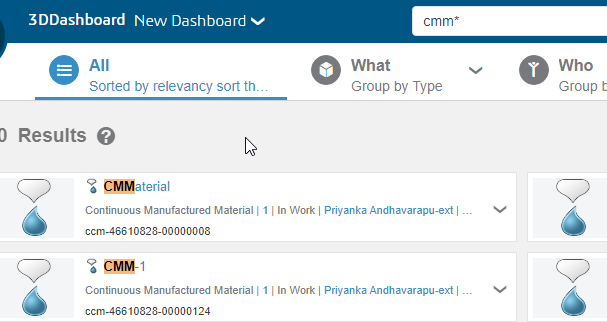 3DDashboard New Dashboard
cmm*
All
Sorted by relevancy sort th...
What
Group by Type
Who
Group b
0 Results ?
CMMaterial
Continuous Manufactured Material | 1 | In Work | Priyanka Andhavarapu-ext | ...
ccm-46610828-00000008
CMM-1
Continuous Manufactured Material | 1 | In Work | Priyanka Andhavarapu-ext | ...
ccm-46610828-00000124